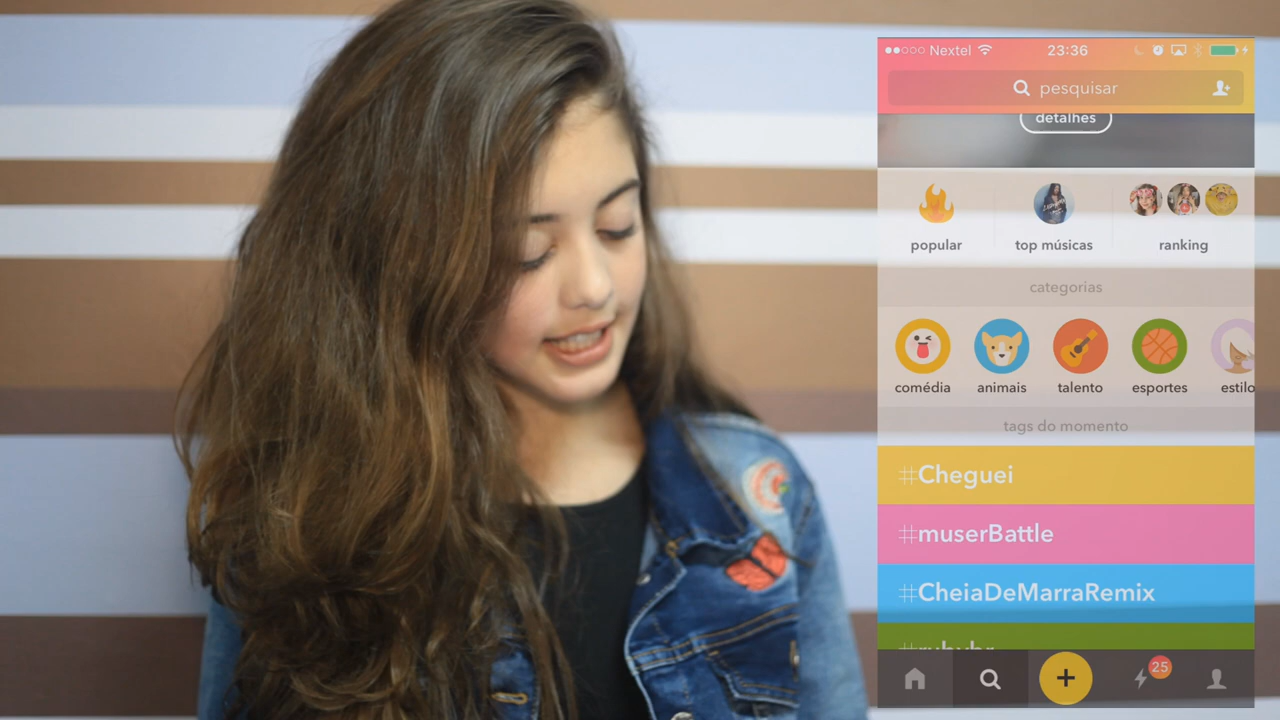 Nextel 23:36
pesquisar
detalhes
popular top músicas ranking
categorias
comédia animais talento esportes estilo
tags do momento
#Cheguei
#muserBattle
#CheiaDeMarraRemix
25